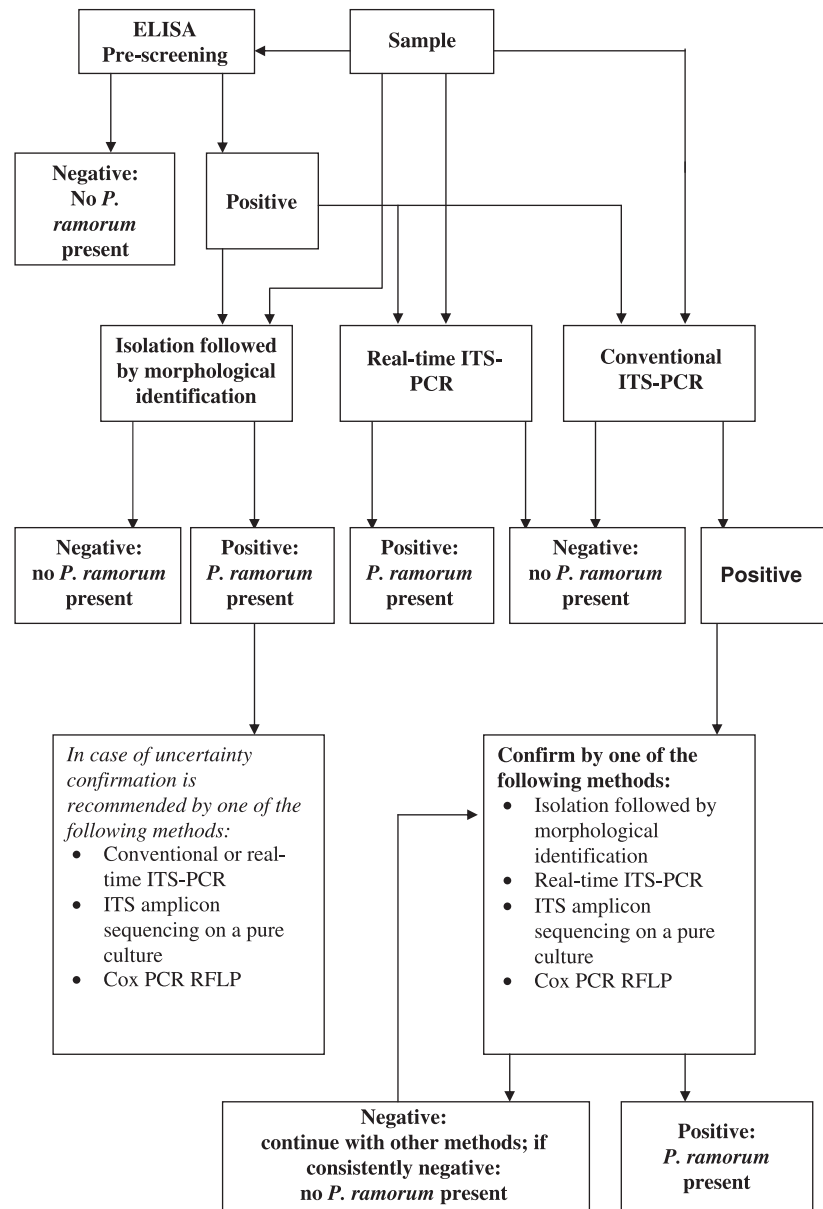 ELISA
Pre-screening
Sample
Negative:
No P.
ramorum
present
Positive
Isolation followed
by morphological
identification
Real-time ITS-
PCR
Conventional
ITS-PCR
Negative:
no P. ramorum
present
Positive:
P. ramorum
present
Positive:
P. ramorum
present
Negative:
no P. ramorum
present
Positive
In case of uncertainty
confirmation is
recommended by one of the
following methods:
• Conventional or real-
time ITS-PCR
• ITS amplicon
sequencing on a pure
culture
• Cox PCR RFLP
Confirm by one of the
following methods:
• Isolation followed by
morphological
identification
• Real-time ITS-PCR
• ITS amplicon
sequencing on a pure
culture
• Cox PCR RFLP
Negative:
continue with other methods; if
consistently negative:
no P. ramorum present
Positive:
P. ramorum
present